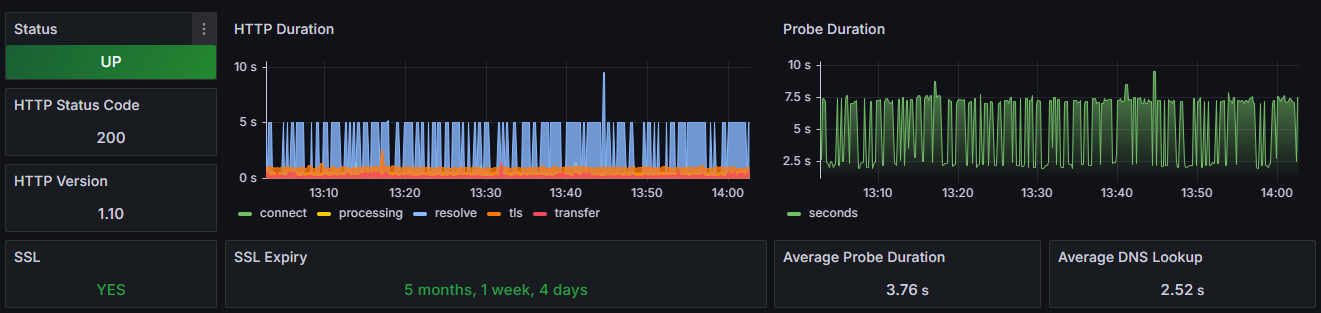 Status
UP
HTTP Status Code
200
HTTP Version
1.10
SSL
YES
HTTP Duration
10 s
5 s
0 s
13:10 13:20 13:30 13:40 13:50 14:00
connect processing resolve tls transfer
Probe Duration
10 s
7.5 s
5 s
2.5 s
13:10 13:20 13:30 13:40 13:50 14:00
seconds
SSL Expiry
5 months, 1 week, 4 days
Average Probe Duration
3.76 s
Average DNS Lookup
2.52 s